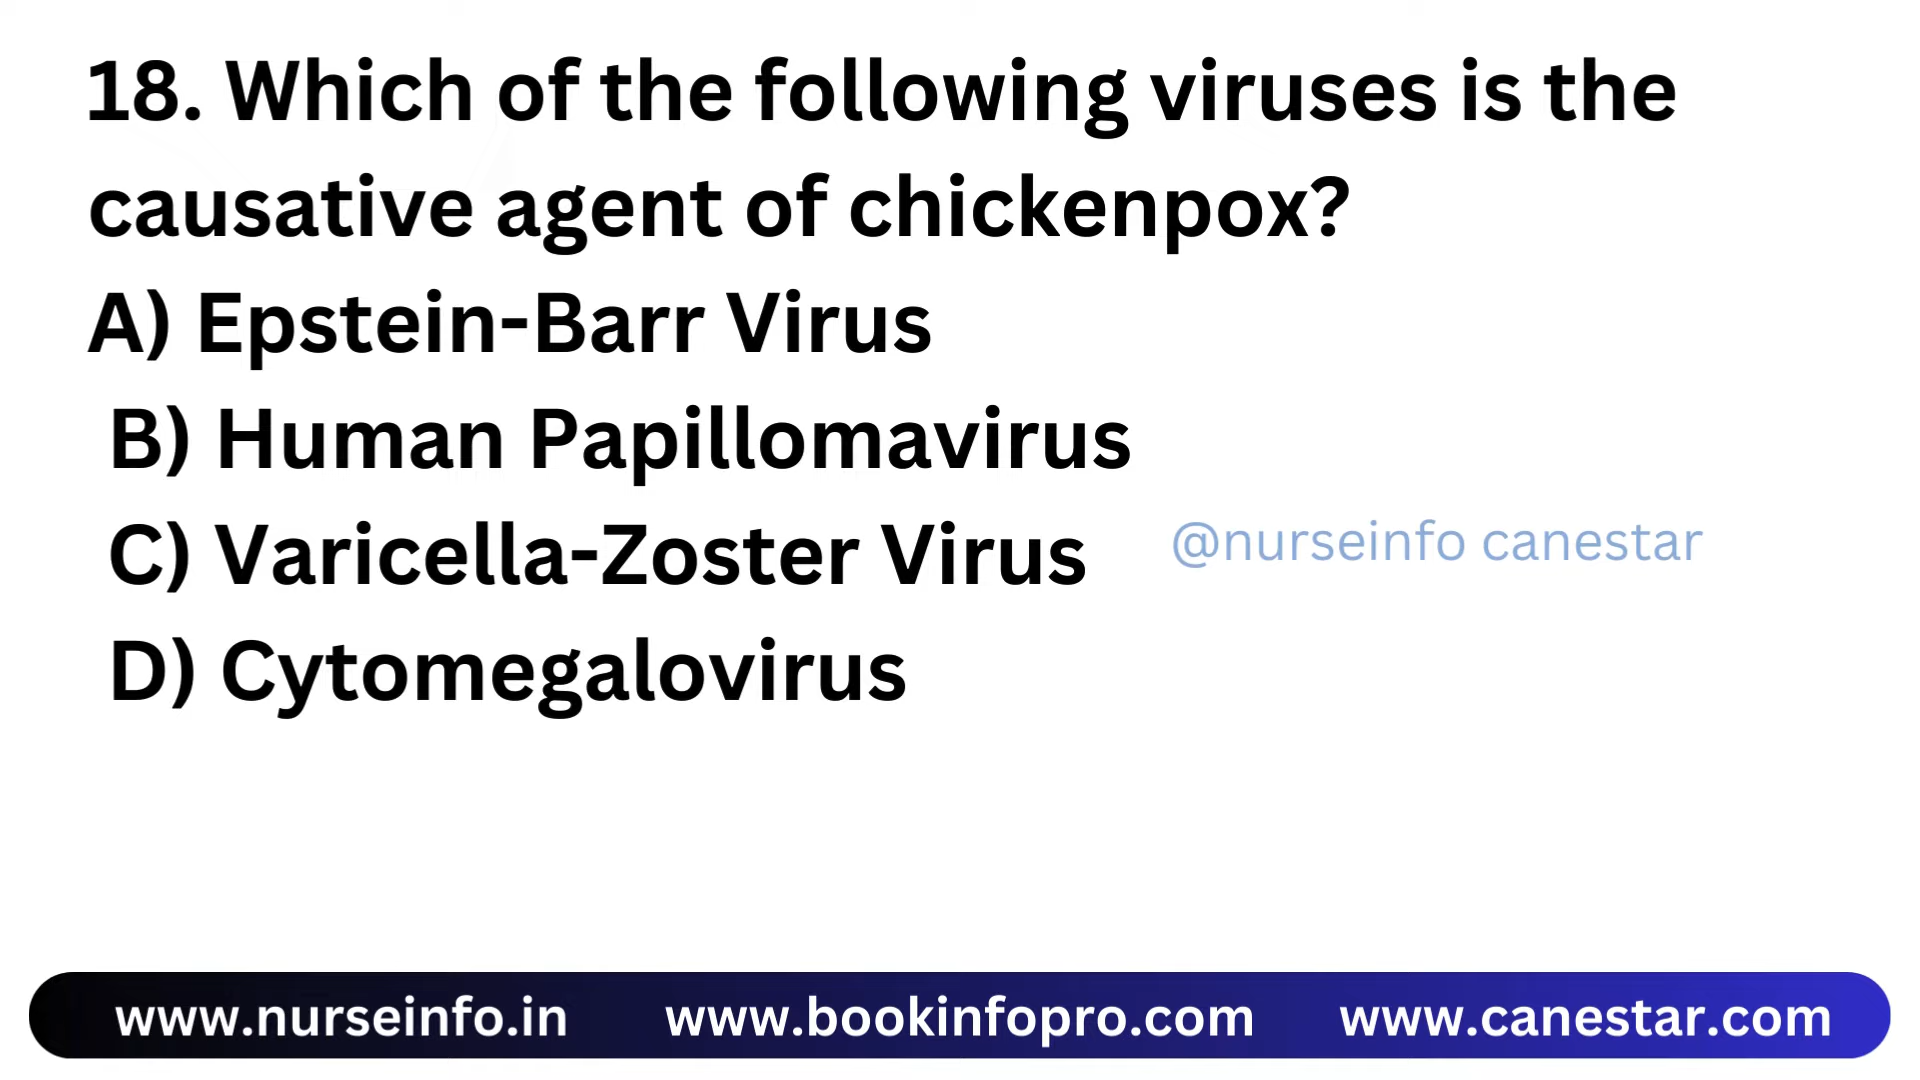 18. Which of the following viruses is the
causative agent of chickenpox?
A) Epstein-Barr Virus
B) Human Papillomavirus
C) Varicella-Zoster Virus
@nurseinfo canestar
D) Cytomegalovirus
www.nurseinfo.in www.bookinfopro.com www.canestar.com